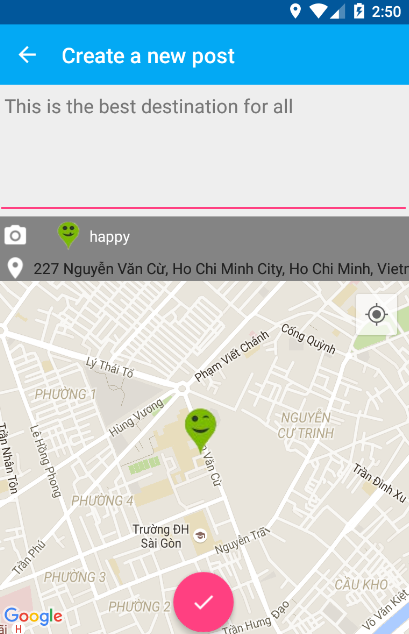 2:50
Create a new post
This is the best destination for all
happy
227 Nguyễn Văn Cừ, Ho Chi Minh City, Ho Chi Minh, Vietn
Cống Quỳnh
Phạm Viết Chánh
Lý Thái Tổ
PHƯỜNG 1
Hùng Vương
NGUYỄN
CƯ TRINH
Trần Nhân Tôn
Lê Hồng Phong
Văn Cừ
Trần Đình Xu
PHƯỜNG 4
Trường ĐH
Sài Gòn
Nguyễn Trãi
Trần Phú
PHƯỜNG 3
CẦU KHO
PHƯỜNG 2
Trần Hưng Đạo
Võ Văn Kiệt
Google
H